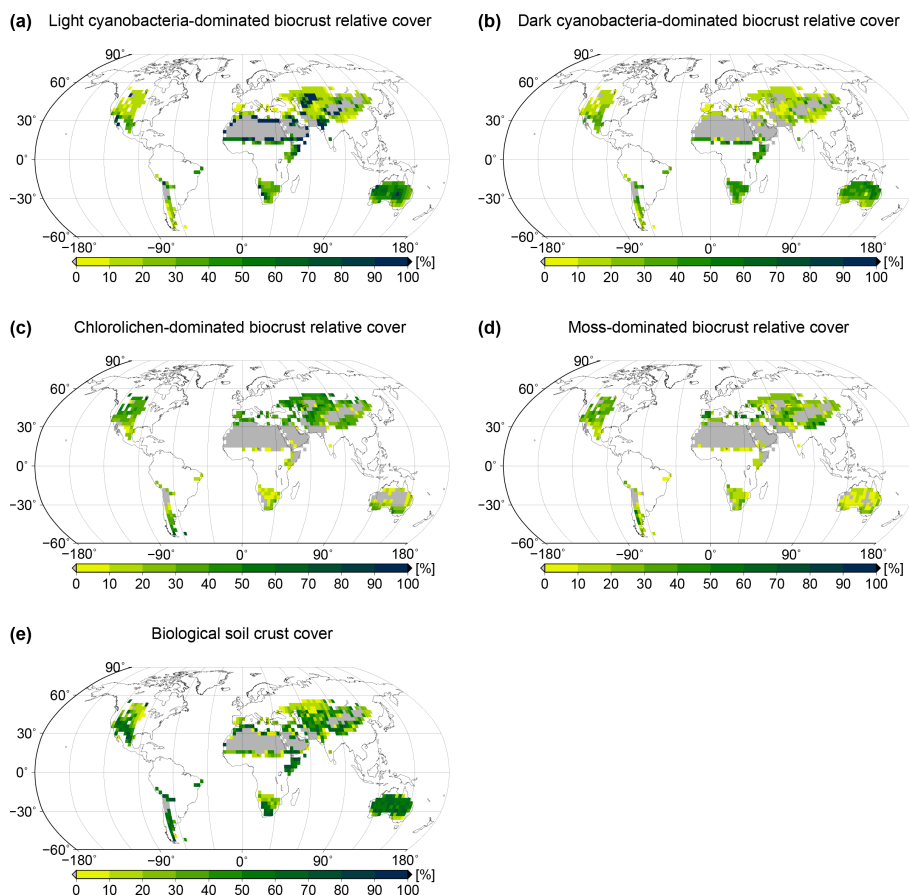 (a) Light cyanobacteria-dominated biocrust relative cover
90°
60°
30°
0°
−30°
−60°
−180° −90° 0° 90° 180°
[%]
0 10 20 30 40 50 60 70 80 90 100
(b) Dark cyanobacteria-dominated biocrust relative cover
90°
60°
30°
0°
−30°
−60°
−180° −90° 0° 90° 180°
[%]
0 10 20 30 40 50 60 70 80 90 100
(c) Chlorolichen-dominated biocrust relative cover
90°
60°
30°
0°
−30°
−60°
−90° 0° 90° 180°
[%]
0 10 20 30 40 50 60 70 80 90 100
(d) Moss-dominated biocrust relative cover
90°
60°
30°
0°
−30°
−60°
−90° 0° 90° 180°
[%]
0 10 20 30 40 50 60 70 80 90 100
(e) Biological soil crust cover
90°
60°
30°
0°
−30°
−60°
−90° 0° 90° 180°
[%]
0 10 20 30 40 50 60 70 80 90 100